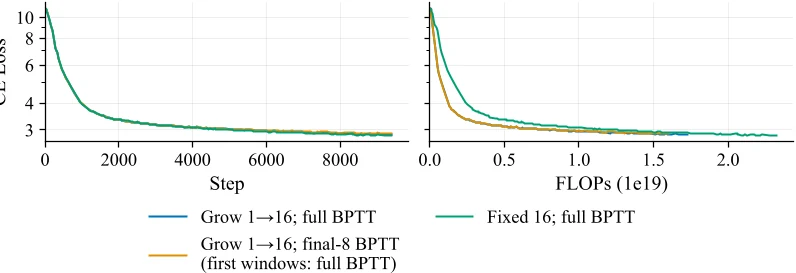 CE Loss
10
8
6
4
3
0
2000
4000
6000
8000
Step
0.0
0.5
1.0
1.5
2.0
FLOPs (1e19)
Grow 1→16; full BPTT
Grow 1→16; final-8 BPTT
(first windows: full BPTT)
Fixed 16; full BPTT